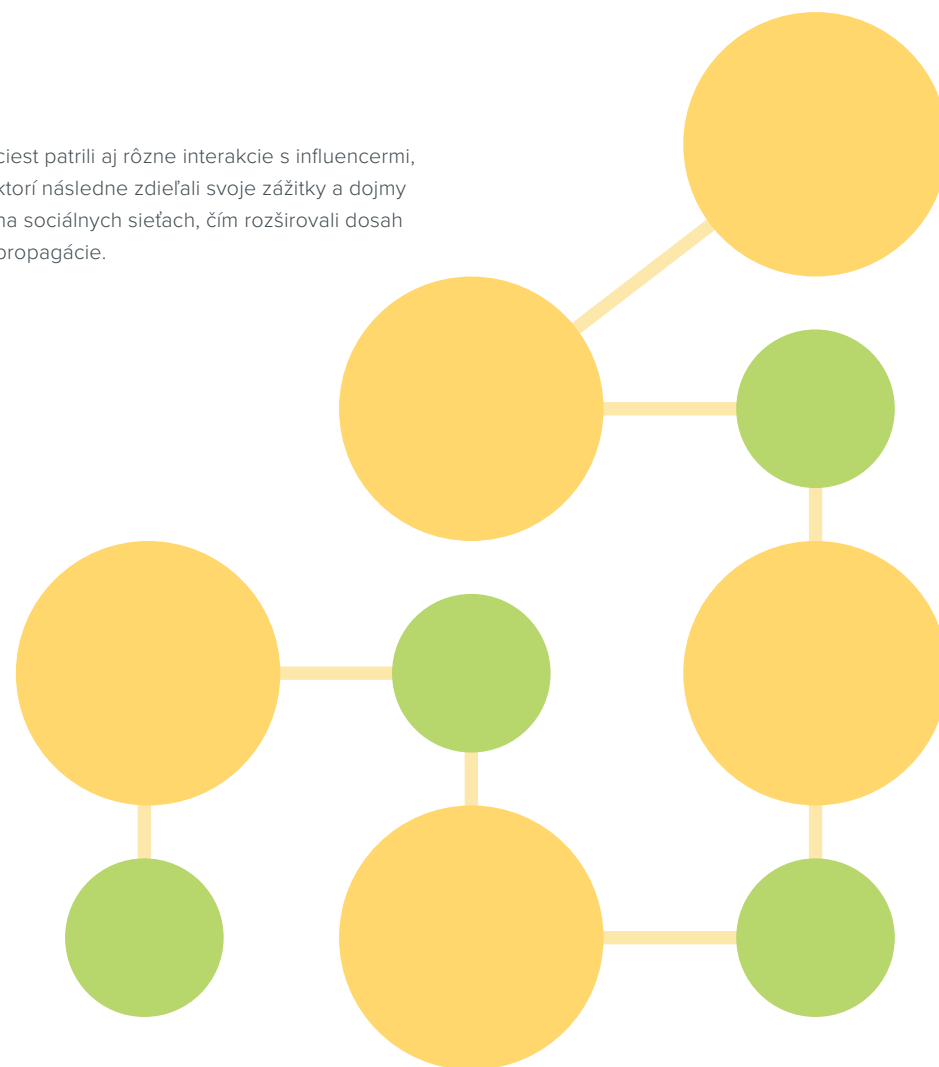 ciest patrili aj rôzne interakcie s influencermi,
ktorí následne zdieľali svoje zážitky a dojmy
na sociálnych sieťach, čím rozširovali dosah
propagácie.